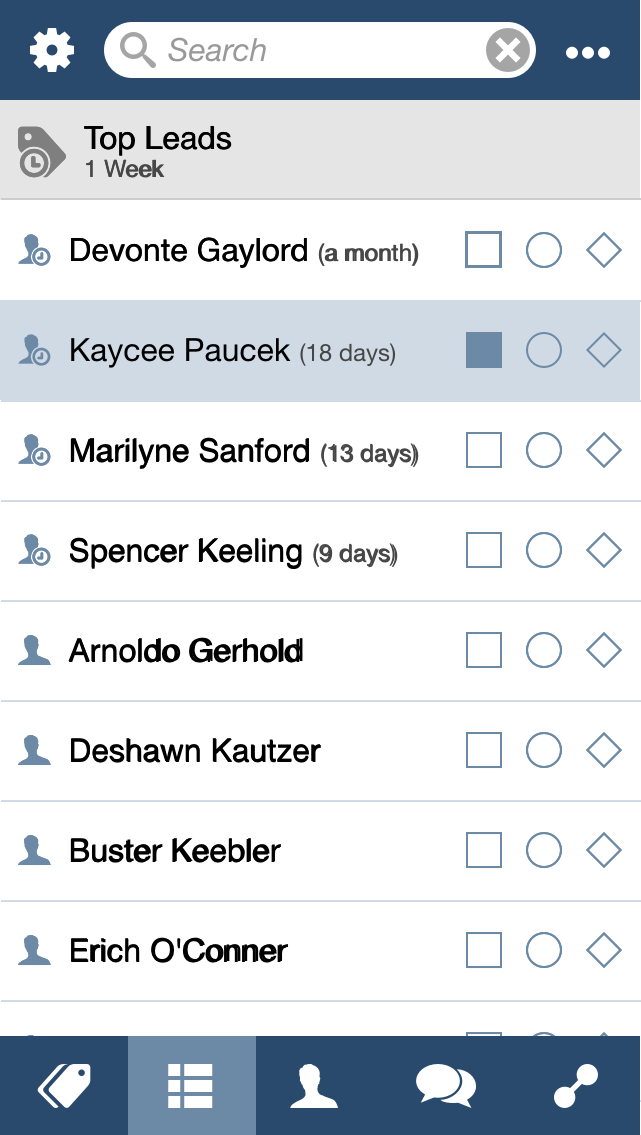 Search
Top Leads
1 Week
Devonte Gaylord (a month)
Kaycee Paucek (18 days)
Marilyne Sanford (13 days)
Spencer Keeling (9 days)
Arnoldo Gerhold
Deshawn Kautzer
Buster Keebler
Erich O'Conner